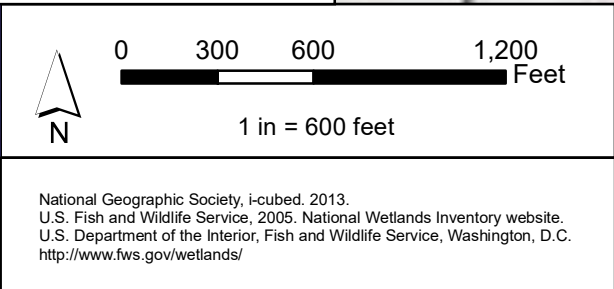 0 300 600 1,200
Feet
N
1 in = 600 feet
National Geographic Society, i-cubed. 2013.
U.S. Fish and Wildlife Service, 2005. National Wetlands Inventory website.
U.S. Department of the Interior, Fish and Wildlife Service, Washington, D.C.
http://www.fws.gov/wetlands/